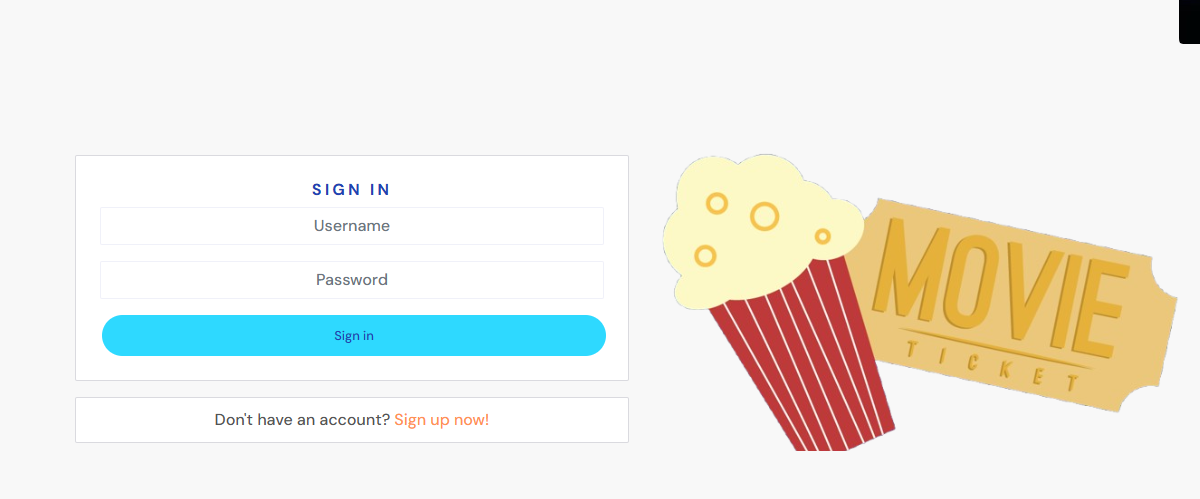 SIGN IN
Username
Password
Sign in
Don't have an account? Sign up now!
MOVIE
TICKET